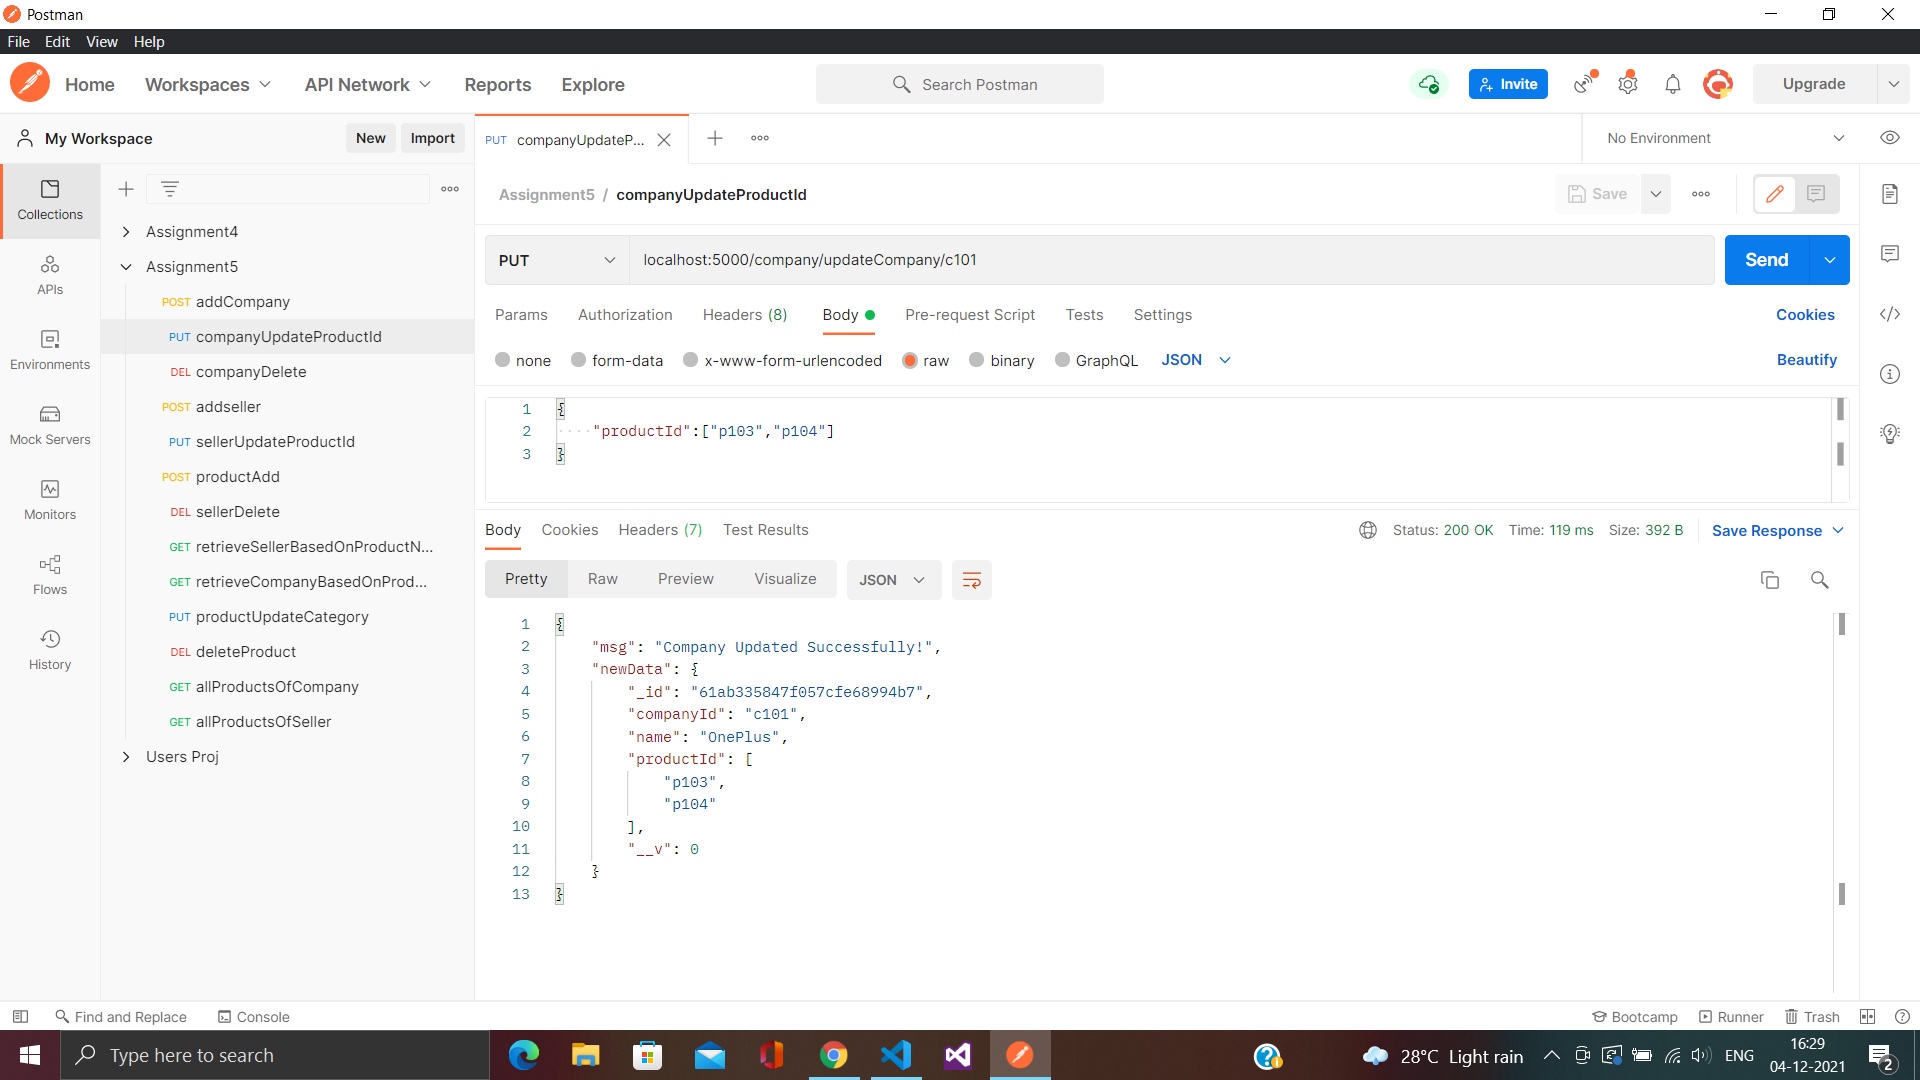 Postman
File Edit View Help
Home Workspaces API Network Reports Explore Search Postman Invite Upgrade
My Workspace New Import PUT companyUpdateP... No Environment
Collections
APIs
Environments
Mock Servers
Monitors
Flows
History
Assignment4
Assignment5
POST addCompany
PUT companyUpdateProductId
DEL companyDelete
POST addseller
PUT sellerUpdateProductId
POST productAdd
DEL sellerDelete
GET retrieveSellerBasedOnProductN...
GET retrieveCompanyBasedOnProd...
PUT productUpdateCategory
DEL deleteProduct
GET allProductsOfCompany
GET allProductsOfSeller
Users Proj
Assignment5 / companyUpdateProductId Save
PUT localhost:5000/company/updateCompany/c101 Send
Params Authorization Headers (8) Body Pre-request Script Tests Settings Cookies
none form-data x-www-form-urlencoded raw binary GraphQL JSON Beautify
1 {
2 ····"productId":["p103","p104"]
3 }
Body Cookies Headers (7) Test Results Status: 200 OK Time: 119 ms Size: 392 B Save Response
Pretty Raw Preview Visualize JSON
1 {
2 "msg": "Company Updated Successfully!",
3 "newData": {
4 "_id": "61ab335847f057cfe68994b7",
5 "companyId": "c101",
6 "name": "OnePlus",
7 "productId": [
8 "p103",
9 "p104"
10 ],
11 "__v": 0
12 }
13 }
Find and Replace Console Bootcamp Runner Trash
Type here to search 28°C Light rain ENG 16:29
04-12-2021 2